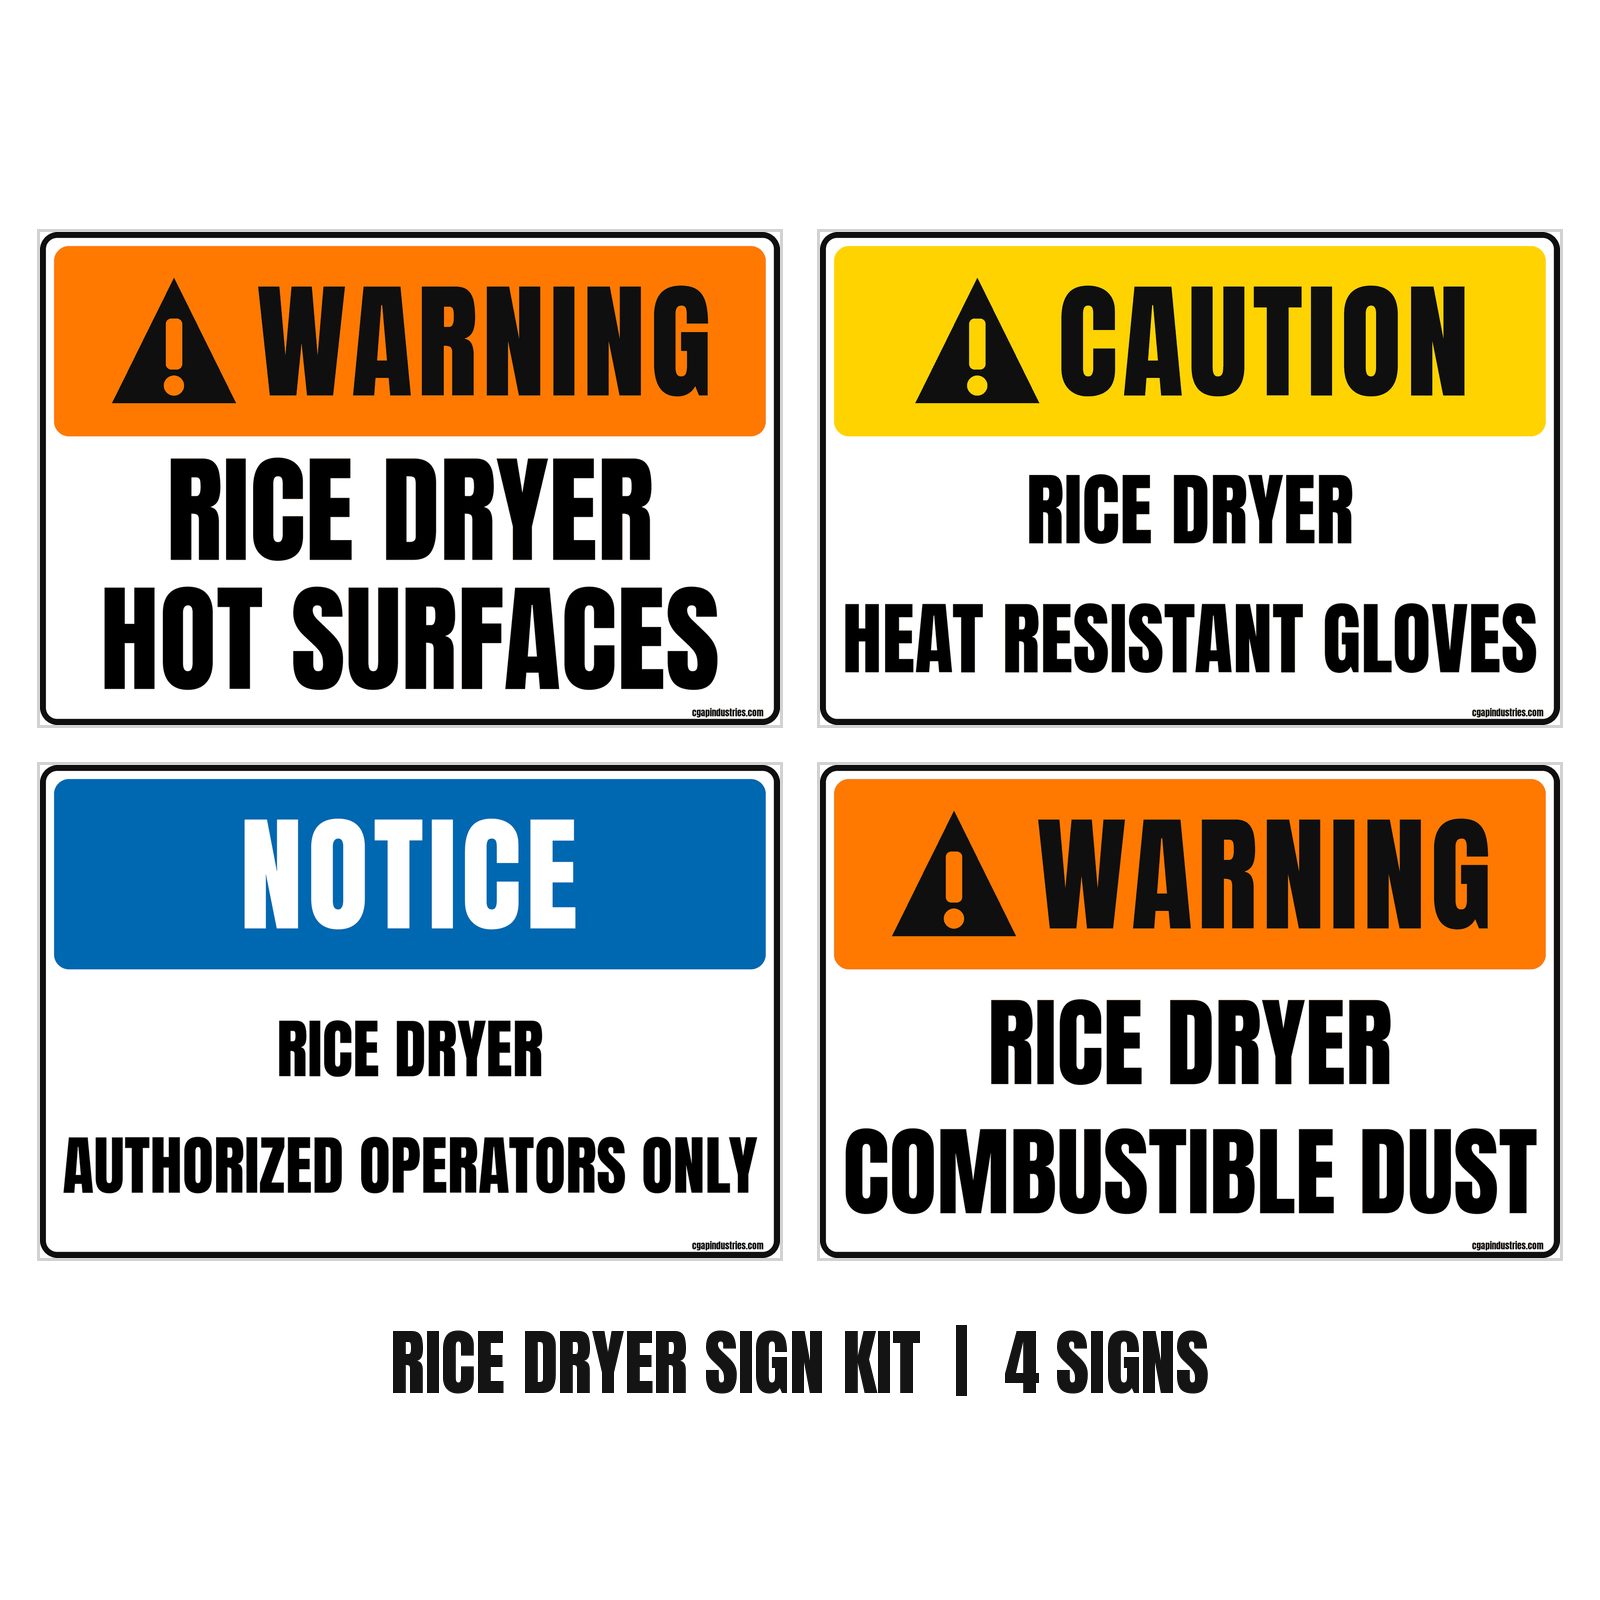 WARNING
RICE DRYER
HOT SURFACES
cgapindustries.com
CAUTION
RICE DRYER
HEAT RESISTANT GLOVES
cgapindustries.com
NOTICE
RICE DRYER
AUTHORIZED OPERATORS ONLY
cgapindustries.com
WARNING
RICE DRYER
COMBUSTIBLE DUST
cgapindustries.com
RICE DRYER SIGN KIT | 4 SIGNS